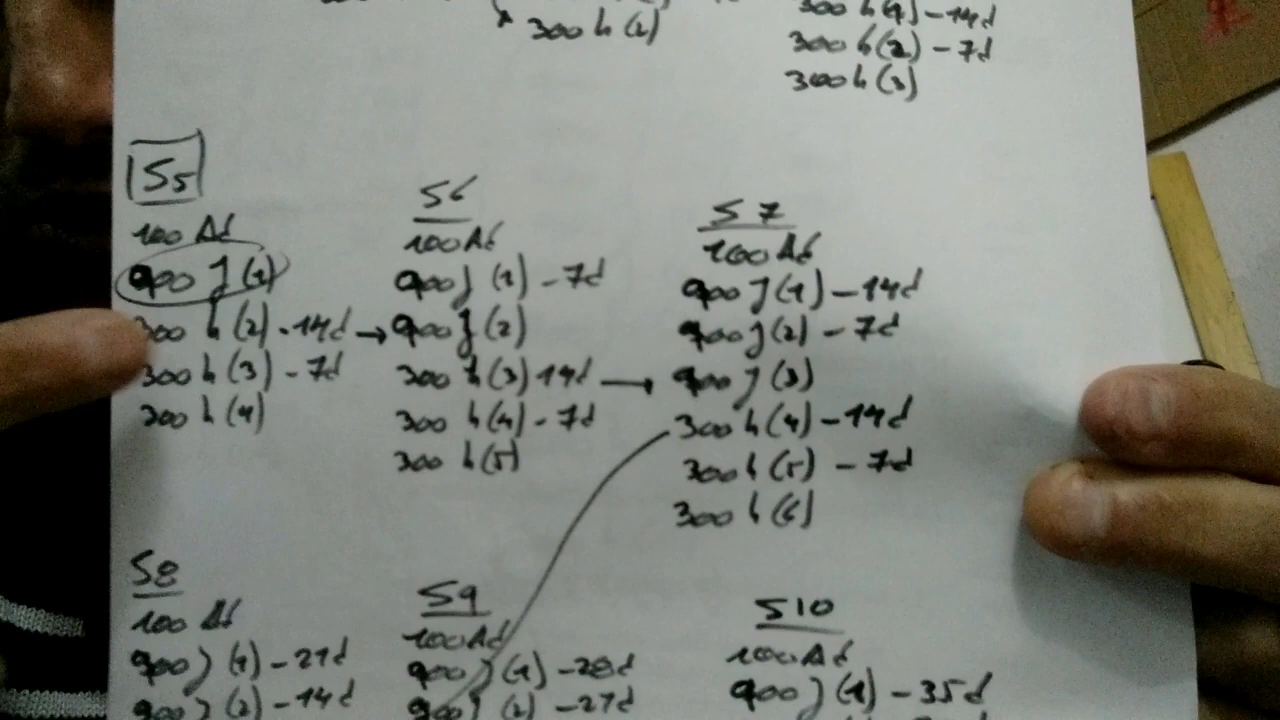 300 h (2)
300 h (1) - 14d
300 h (2) - 7d
300 h (3)
S5
100 Ad
900 J (1)
300 h (2) - 14d →
300 h (3) - 7d
300 h (4)
S6
100 Ad
900 J (1) - 7d
900 J (2)
300 h (3) 14d →
300 h (4) - 7d
300 h (5)
S7
100 Ad
900 J (1) - 14d
900 J (2) - 7d
900 J (3)
300 h (4) - 14d
300 h (5) - 7d
300 h (6)
S8
100 Ad
900 J (1) - 21d
900 J (2) - 14d
S9
100 Ad
900 J (1) - 28d
900 J (2) - 21d
S10
100 Ad
900 J (1) - 35d